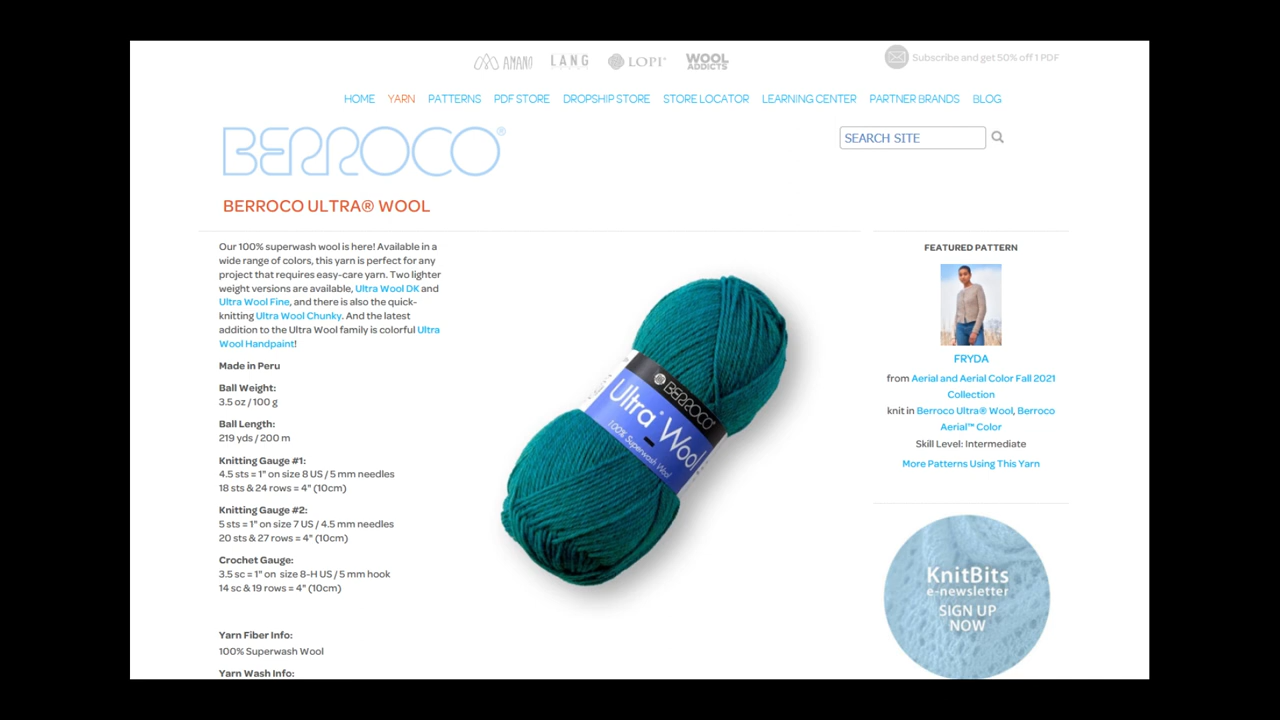 AMANO LANG LOPI® WOOL ADDICTS
Subscribe and get 50% off 1 PDF
HOME YARN PATTERNS PDF STORE DROPSHIP STORE STORE LOCATOR LEARNING CENTER PARTNER BRANDS BLOG
BERROCO®
SEARCH SITE
BERROCO ULTRA® WOOL
Our 100% superwash wool is here! Available in a
wide range of colors, this yarn is perfect for any
project that requires easy-care yarn. Two lighter
weight versions are available, Ultra Wool DK and
Ultra Wool Fine, and there is also the quick-
knitting Ultra Wool Chunky. And the latest
addition to the Ultra Wool family is colorful Ultra
Wool Handpaint!
Made in Peru
Ball Weight:
3.5 oz / 100 g
Ball Length:
219 yds / 200 m
Knitting Gauge #1:
4.5 sts = 1" on size 8 US / 5 mm needles
18 sts & 24 rows = 4" (10cm)
Knitting Gauge #2:
5 sts = 1" on size 7 US / 4.5 mm needles
20 sts & 27 rows = 4" (10cm)
Crochet Gauge:
3.5 sc = 1" on size 8-H US / 5 mm hook
14 sc & 19 rows = 4" (10cm)
Yarn Fiber Info:
100% Superwash Wool
Yarn Wash Info:
BERROCO
Ultra® Wool
100% Superwash Wool
FEATURED PATTERN
FRYDA
from Aerial and Aerial Color Fall 2021
Collection
knit in Berroco Ultra® Wool, Berroco
Aerial™ Color
Skill Level: Intermediate
More Patterns Using This Yarn
KnitBits
e-newsletter
SIGN UP
NOW